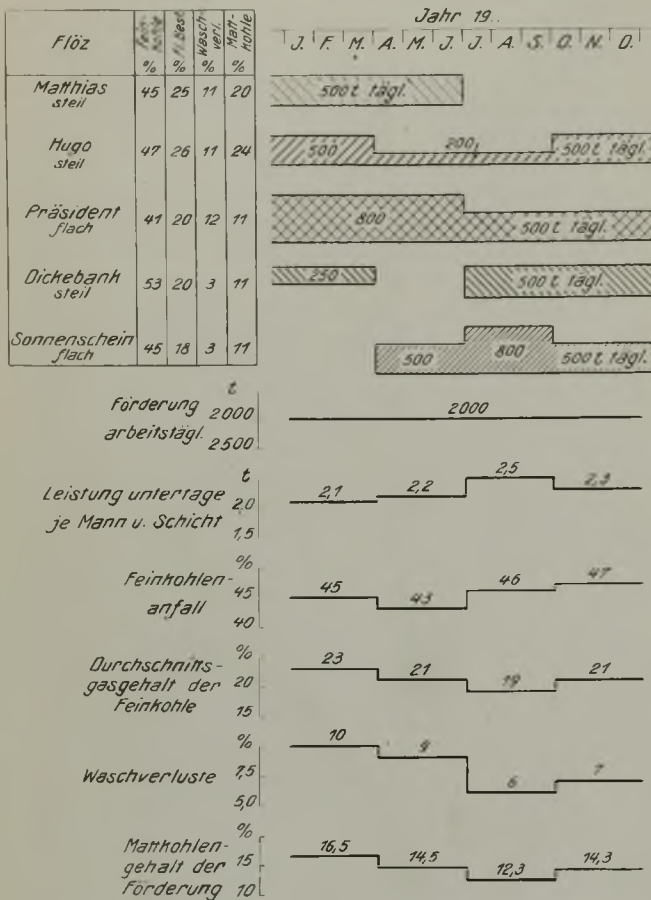 Jahr 19..
Flöz Fein- kohle Fl. Best. Wasch- verl. Matt- kohle J. F. M. A. M. J. J. A. S. O. N. D.
% % % %
Matthias 45 25 11 20 500 t tägl.
steil
Hugo 47 26 11 24 500 200 500 t tägl.
steil
Präsident 41 20 12 11 800 500 t tägl.
flach
Dickebank 53 20 3 11 250 500 t tägl.
steil
Sonnenschein 45 18 3 11 500 800 500 t tägl.
flach
t
Förderung 2000 2000
arbeitstägl. 2500
t
Leistung untertage 2,0 2,1 2,2 2,5 2,3
je Mann u. Schicht 1,5
%
Feinkohlen- 45 45 43 46 47
anfall 40
%
Durchschnitts- 23 21 19 21
gasgehalt der 20
Feinkohle 15
%
Waschverluste 7,5 10 9 6 7
5,0
%
Mattkohlen- 16,5 14,5 12,3 14,3
gehalt der 15
Förderung 10